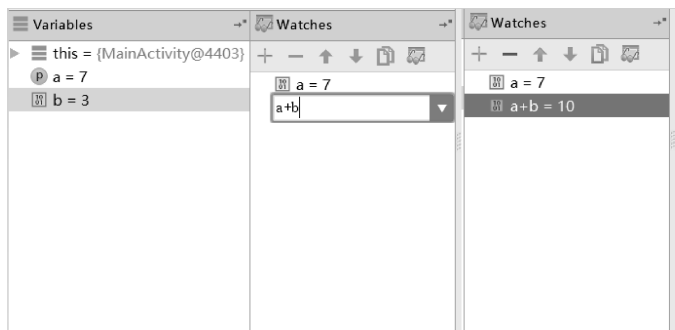 Variables
this = {MainActivity@4403}
a = 7
b = 3
Watches
a = 7
a+b
Watches
a = 7
a+b = 10